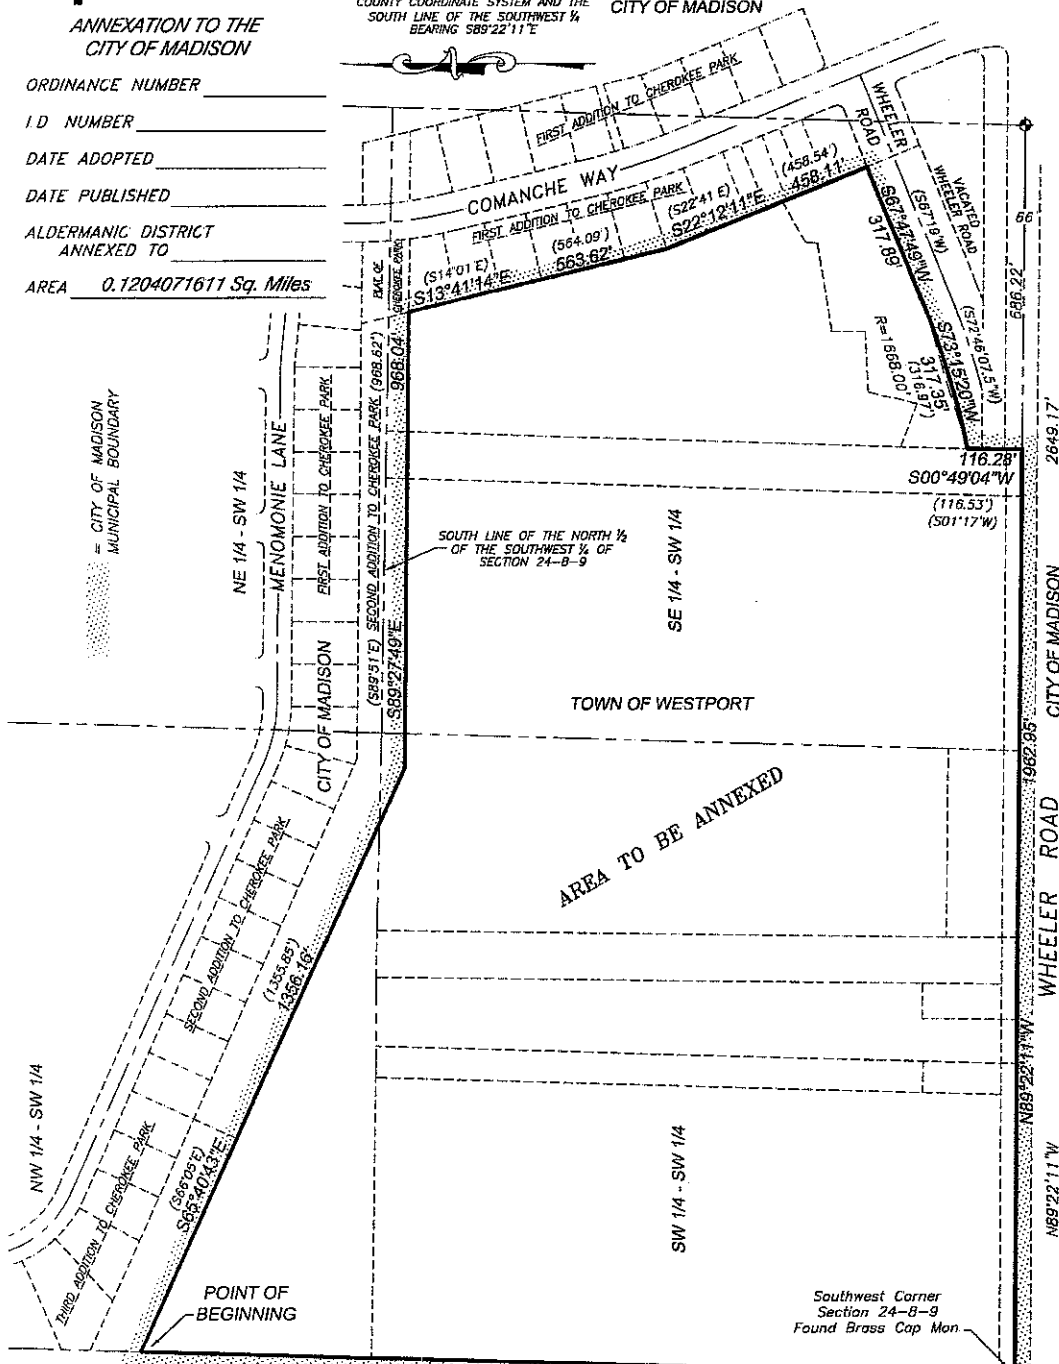 COUNTY COORDINATE SYSTEM AND THE
SOUTH LINE OF THE SOUTHWEST ¼
BEARING S89°22'11"E
CITY OF MADISON
ANNEXATION TO THE
CITY OF MADISON
ORDINANCE NUMBER
I.D NUMBER
DATE ADOPTED
DATE PUBLISHED
ALDERMANIC DISTRICT
ANNEXED TO
AREA 0.1204071611 Sq. Miles
= CITY OF MADISON
MUNICIPAL BOUNDARY
FIRST ADDITION TO CHEROKEE PARK
COMANCHE WAY
FIRST ADDITION TO CHEROKEE PARK
WHEELER
ROAD
VACATED
WHEELER ROAD
(S14°01'E)
S13°41'14"E
(564.09')
563.62'
(S22°41'E)
S22°12'11"E
(458.54')
458.11'
S67°47'49"W
(S67°19'W)
317.89'
S73°15'20"W
(S72°46'07.5"W)
317.35'
(316.97')
R=1668.00'
66
686.22'
2649.17'
116.28'
S00°49'04"W
(116.53')
(S01°17'W)
CHEROKEE PARK
(968.62')
968.04'
SECOND ADDITION TO CHEROKEE PARK
(S89°51'E)
S89°27'49"E
FIRST ADDITION TO CHEROKEE PARK
MENOMONIE LANE
NE 1/4 - SW 1/4
CITY OF MADISON
SOUTH LINE OF THE NORTH ½
OF THE SOUTHWEST ¼ OF
SECTION 24-8-9
SE 1/4 - SW 1/4
TOWN OF WESTPORT
AREA TO BE ANNEXED
CITY OF MADISON
1962.95'
WHEELER ROAD
N89°22'11"W
N89°22'11"W
SECOND ADDITION TO CHEROKEE PARK
(1355.85')
1356.16'
(S66°05'E)
S65°40'43"E
NW 1/4 - SW 1/4
THIRD ADDITION TO CHEROKEE PARK
SW 1/4 - SW 1/4
POINT OF
BEGINNING
Southwest Corner
Section 24-8-9
Found Brass Cap Mon.